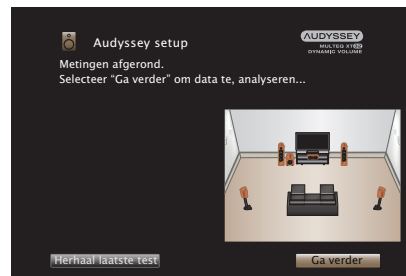 Audyssey setup
AUDYSSEY
MULTEQ XT32
DYNAMIC VOLUME
Metingen afgerond.
Selecteer “Ga verder” om data te, analyseren...
Herhaal laatste test
Ga verder